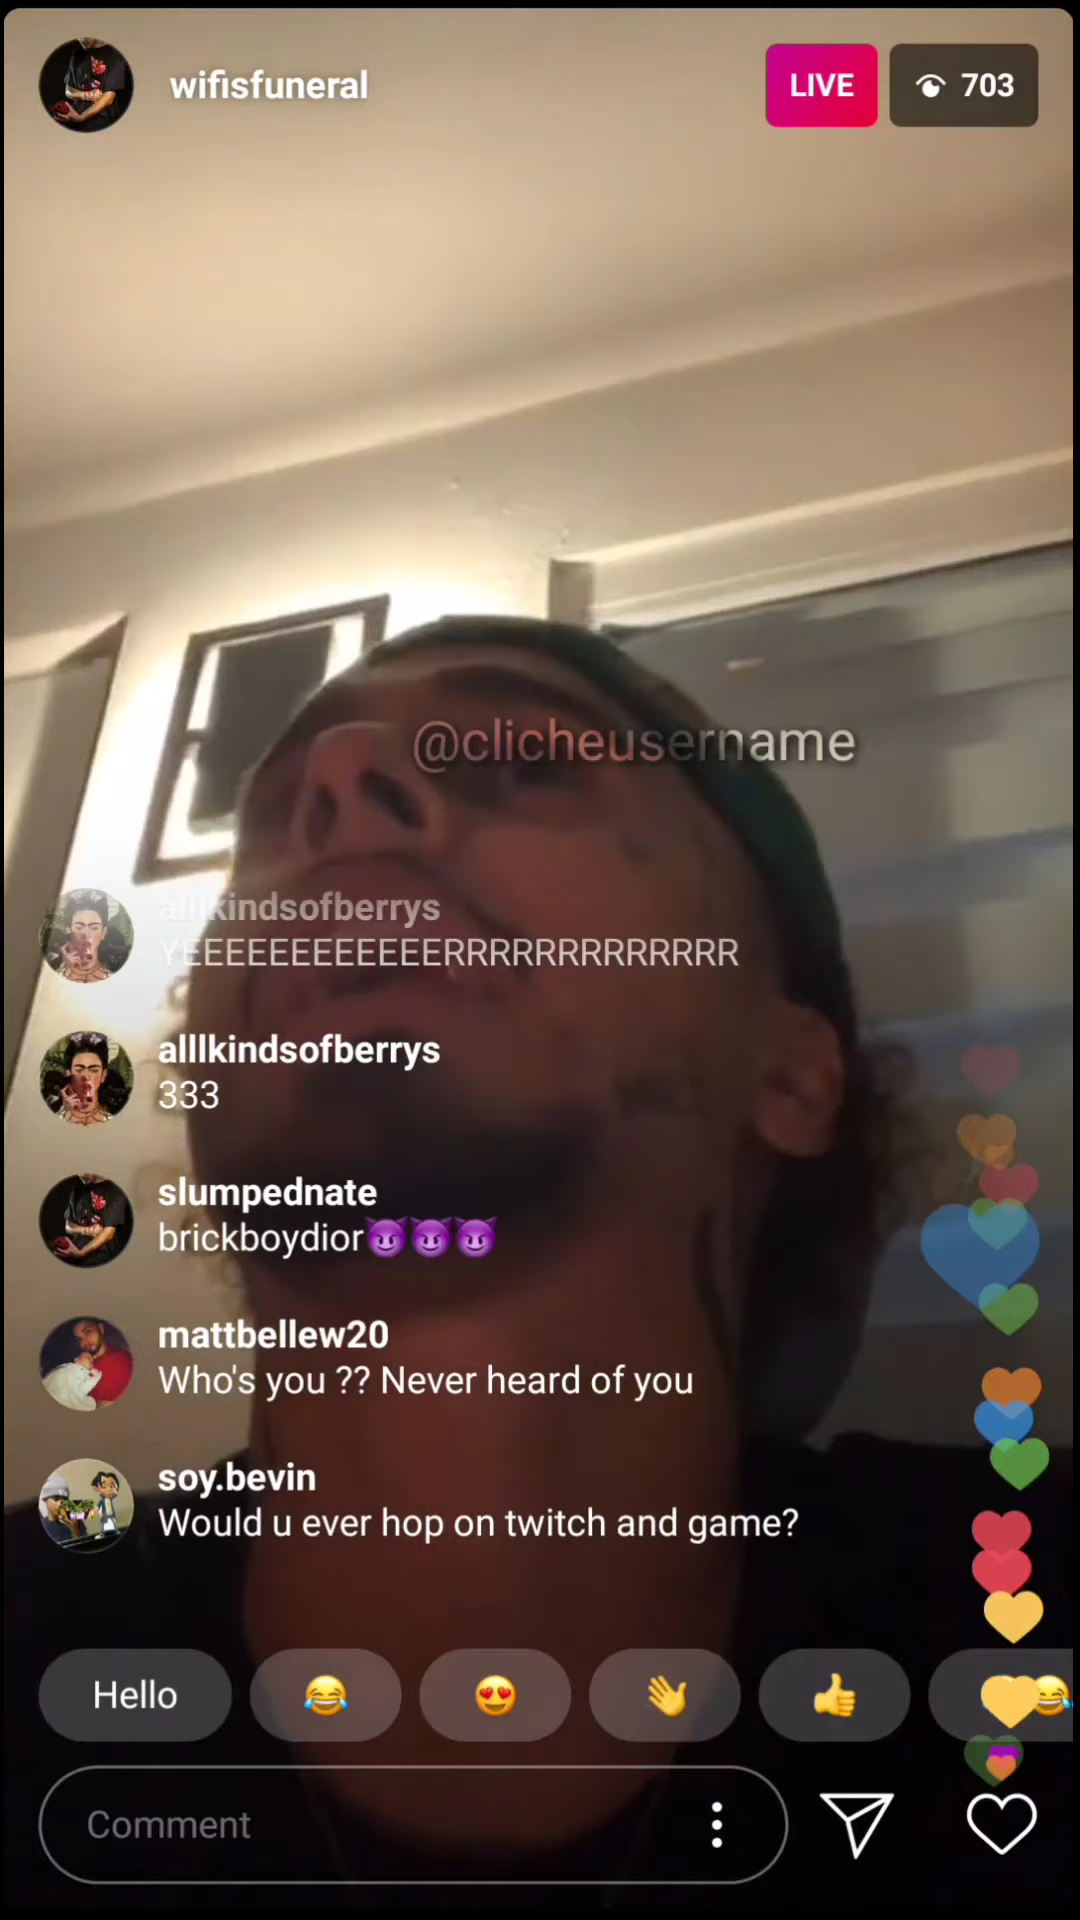 wifisfuneral
LIVE
703
@clicheusername
alllkindsofberrys
YEEEEEEEEEEEERRRRRRRRRRRRR
alllkindsofberrys
333
slumpednate
brickboydior😈😈😈
mattbellew20
Who's you ?? Never heard of you
soy.bevin
Would u ever hop on twitch and game?
Hello 😂 😍 👋 👍 😂
Comment